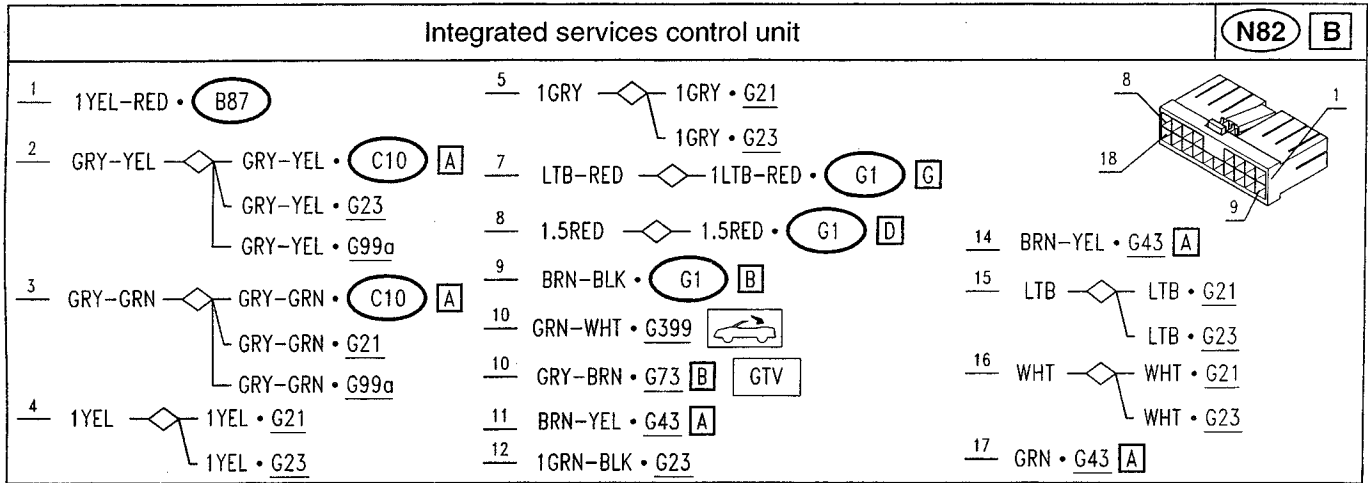 Integrated services control unit N82 B
1 1YEL-RED • B87
2 GRY-YEL GRY-YEL • C10 A
GRY-YEL • G23
GRY-YEL • G99a
3 GRY-GRN GRY-GRN • C10 A
GRY-GRN • G21
GRY-GRN • G99a
4 1YEL 1YEL • G21
1YEL • G23
5 1GRY 1GRY • G21
1GRY • G23
7 LTB-RED 1LTB-RED • G1 G
8 1.5RED 1.5RED • G1 D
9 BRN-BLK • G1 B
10 GRN-WHT • G399
10 GRY-BRN • G73 B GTV
11 BRN-YEL • G43 A
12 1GRN-BLK • G23
8 1
18 9
14 BRN-YEL • G43 A
15 LTB LTB • G21
LTB • G23
16 WHT WHT • G21
WHT • G23
17 GRN • G43 A